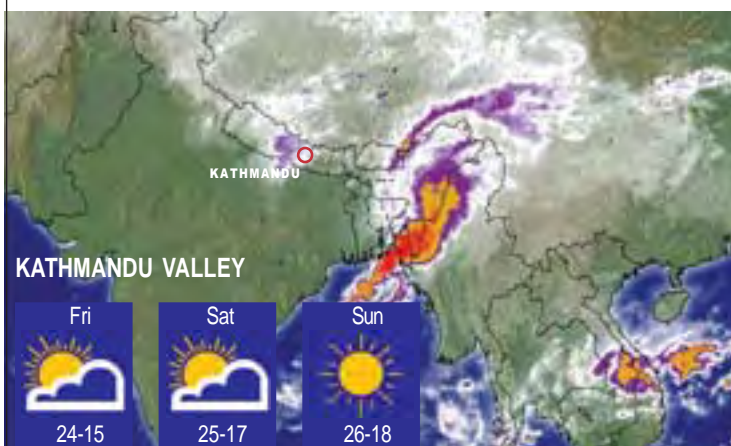 KATHMANDU
KATHMANDU VALLEY
Fri
Sat
Sun
24-15
25-17
26-18